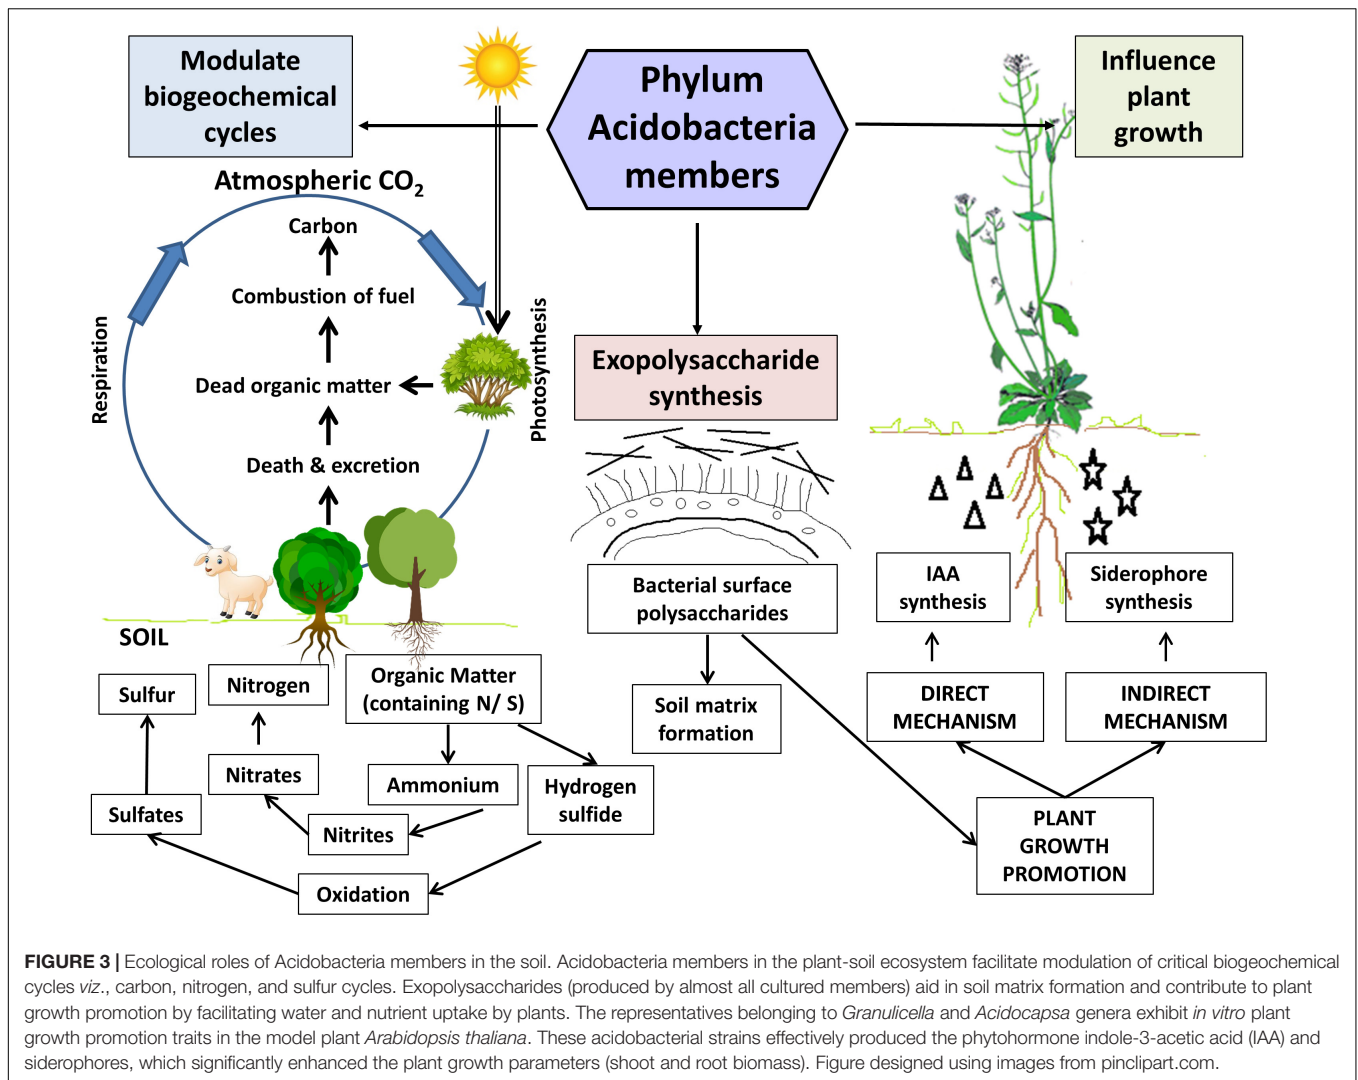 Modulate
biogeochemical
cycles
Phylum
Acidobacteria
members
Influence
plant
growth
Atmospheric CO₂
Carbon
Combustion of fuel
Respiration
Photosynthesis
Dead organic matter
Death & excretion
SOIL
Exopolysaccharide
synthesis
Bacterial surface
polysaccharides
Soil matrix
formation
IAA
synthesis
Siderophore
synthesis
DIRECT
MECHANISM
INDIRECT
MECHANISM
PLANT
GROWTH
PROMOTION
Sulfur
Nitrogen
Organic Matter
(containing N/ S)
Nitrates
Ammonium
Hydrogen
sulfide
Sulfates
Nitrites
Oxidation
FIGURE 3 | Ecological roles of Acidobacteria members in the soil. Acidobacteria members in the plant-soil ecosystem facilitate modulation of critical biogeochemical
cycles viz., carbon, nitrogen, and sulfur cycles. Exopolysaccharides (produced by almost all cultured members) aid in soil matrix formation and contribute to plant
growth promotion by facilitating water and nutrient uptake by plants. The representatives belonging to Granulicella and Acidocapsa genera exhibit in vitro plant
growth promotion traits in the model plant Arabidopsis thaliana. These acidobacterial strains effectively produced the phytohormone indole-3-acetic acid (IAA) and
siderophores, which significantly enhanced the plant growth parameters (shoot and root biomass). Figure designed using images from pinclipart.com.